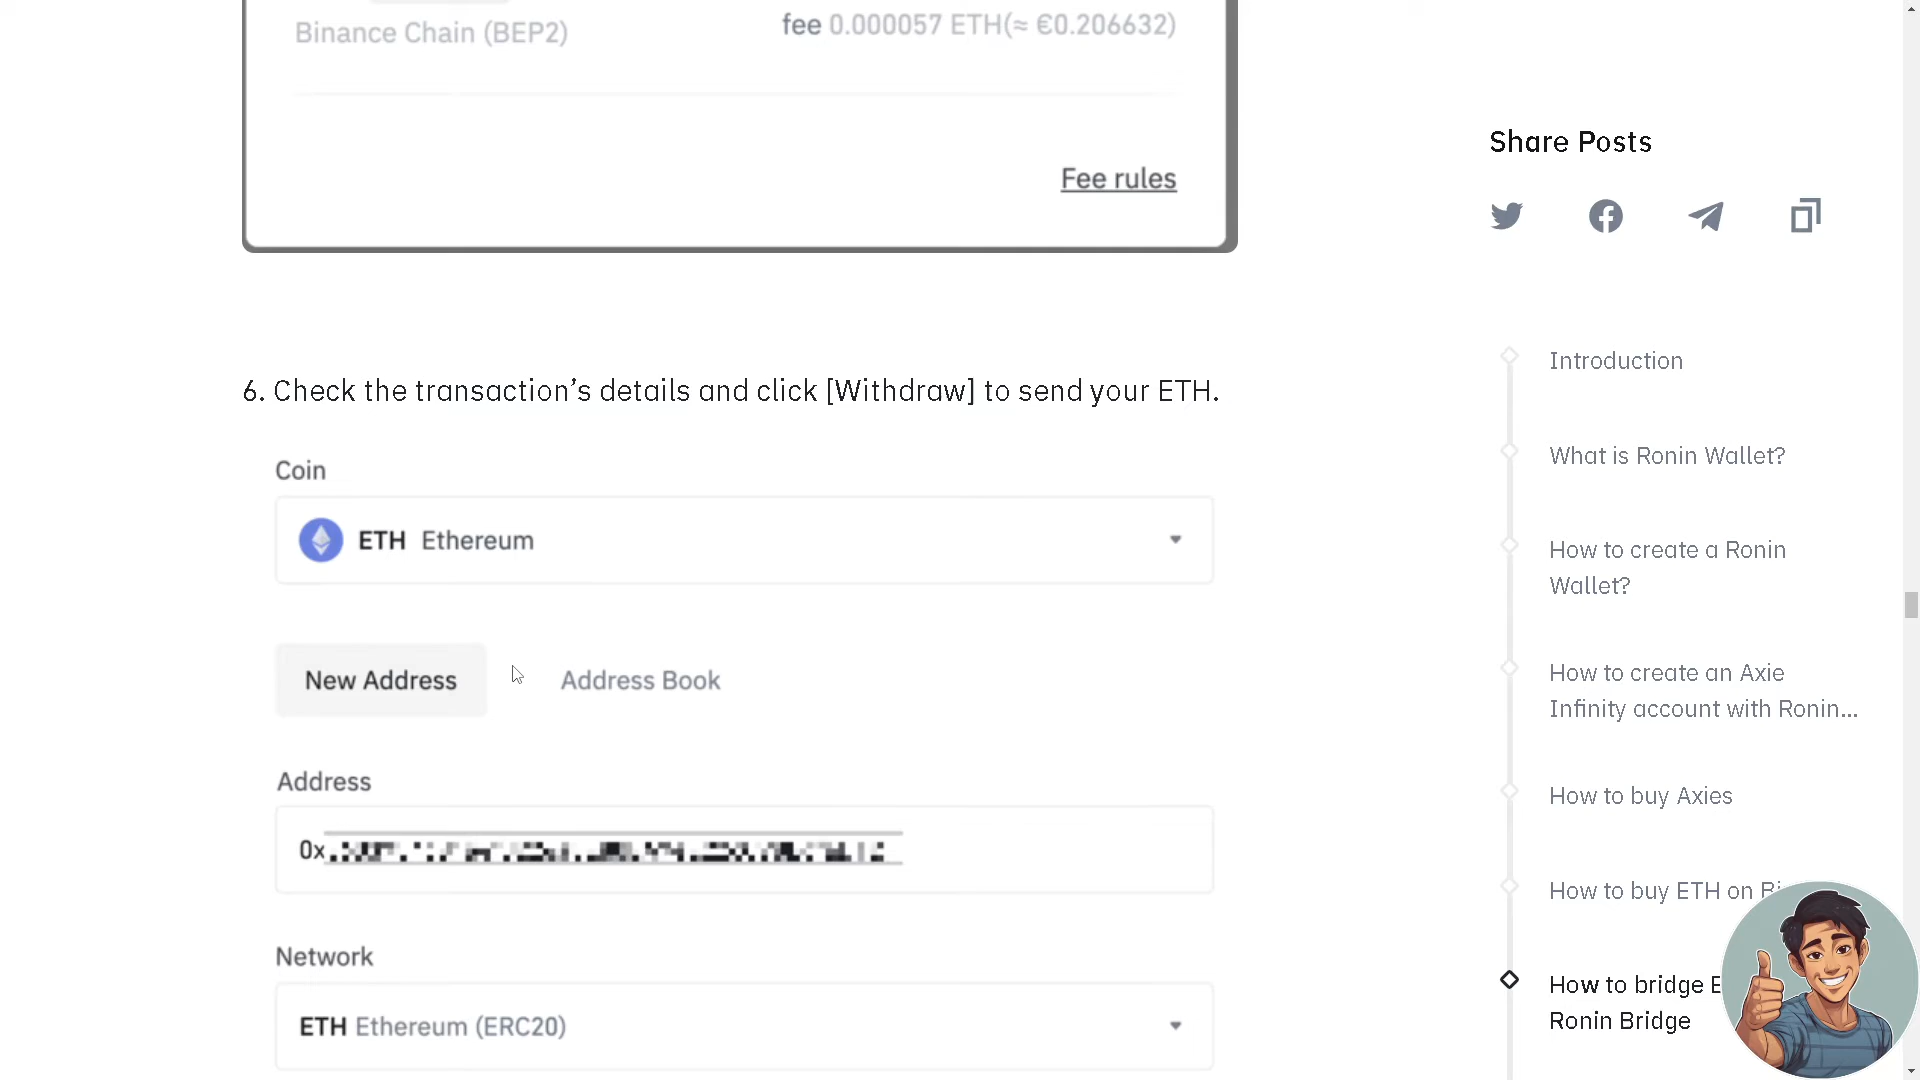 Binance Chain (BEP2)
fee 0.000057 ETH(≈ €0.206632)
Fee rules
6. Check the transaction’s details and click [Withdraw] to send your ETH.
Coin
ETH Ethereum
New Address
Address Book
Address
0x
Network
ETH Ethereum (ERC20)
Share Posts
Introduction
What is Ronin Wallet?
How to create a Ronin
Wallet?
How to create an Axie
Infinity account with Ronin...
How to buy Axies
How to buy ETH on
How to bridge
Ronin Bridge